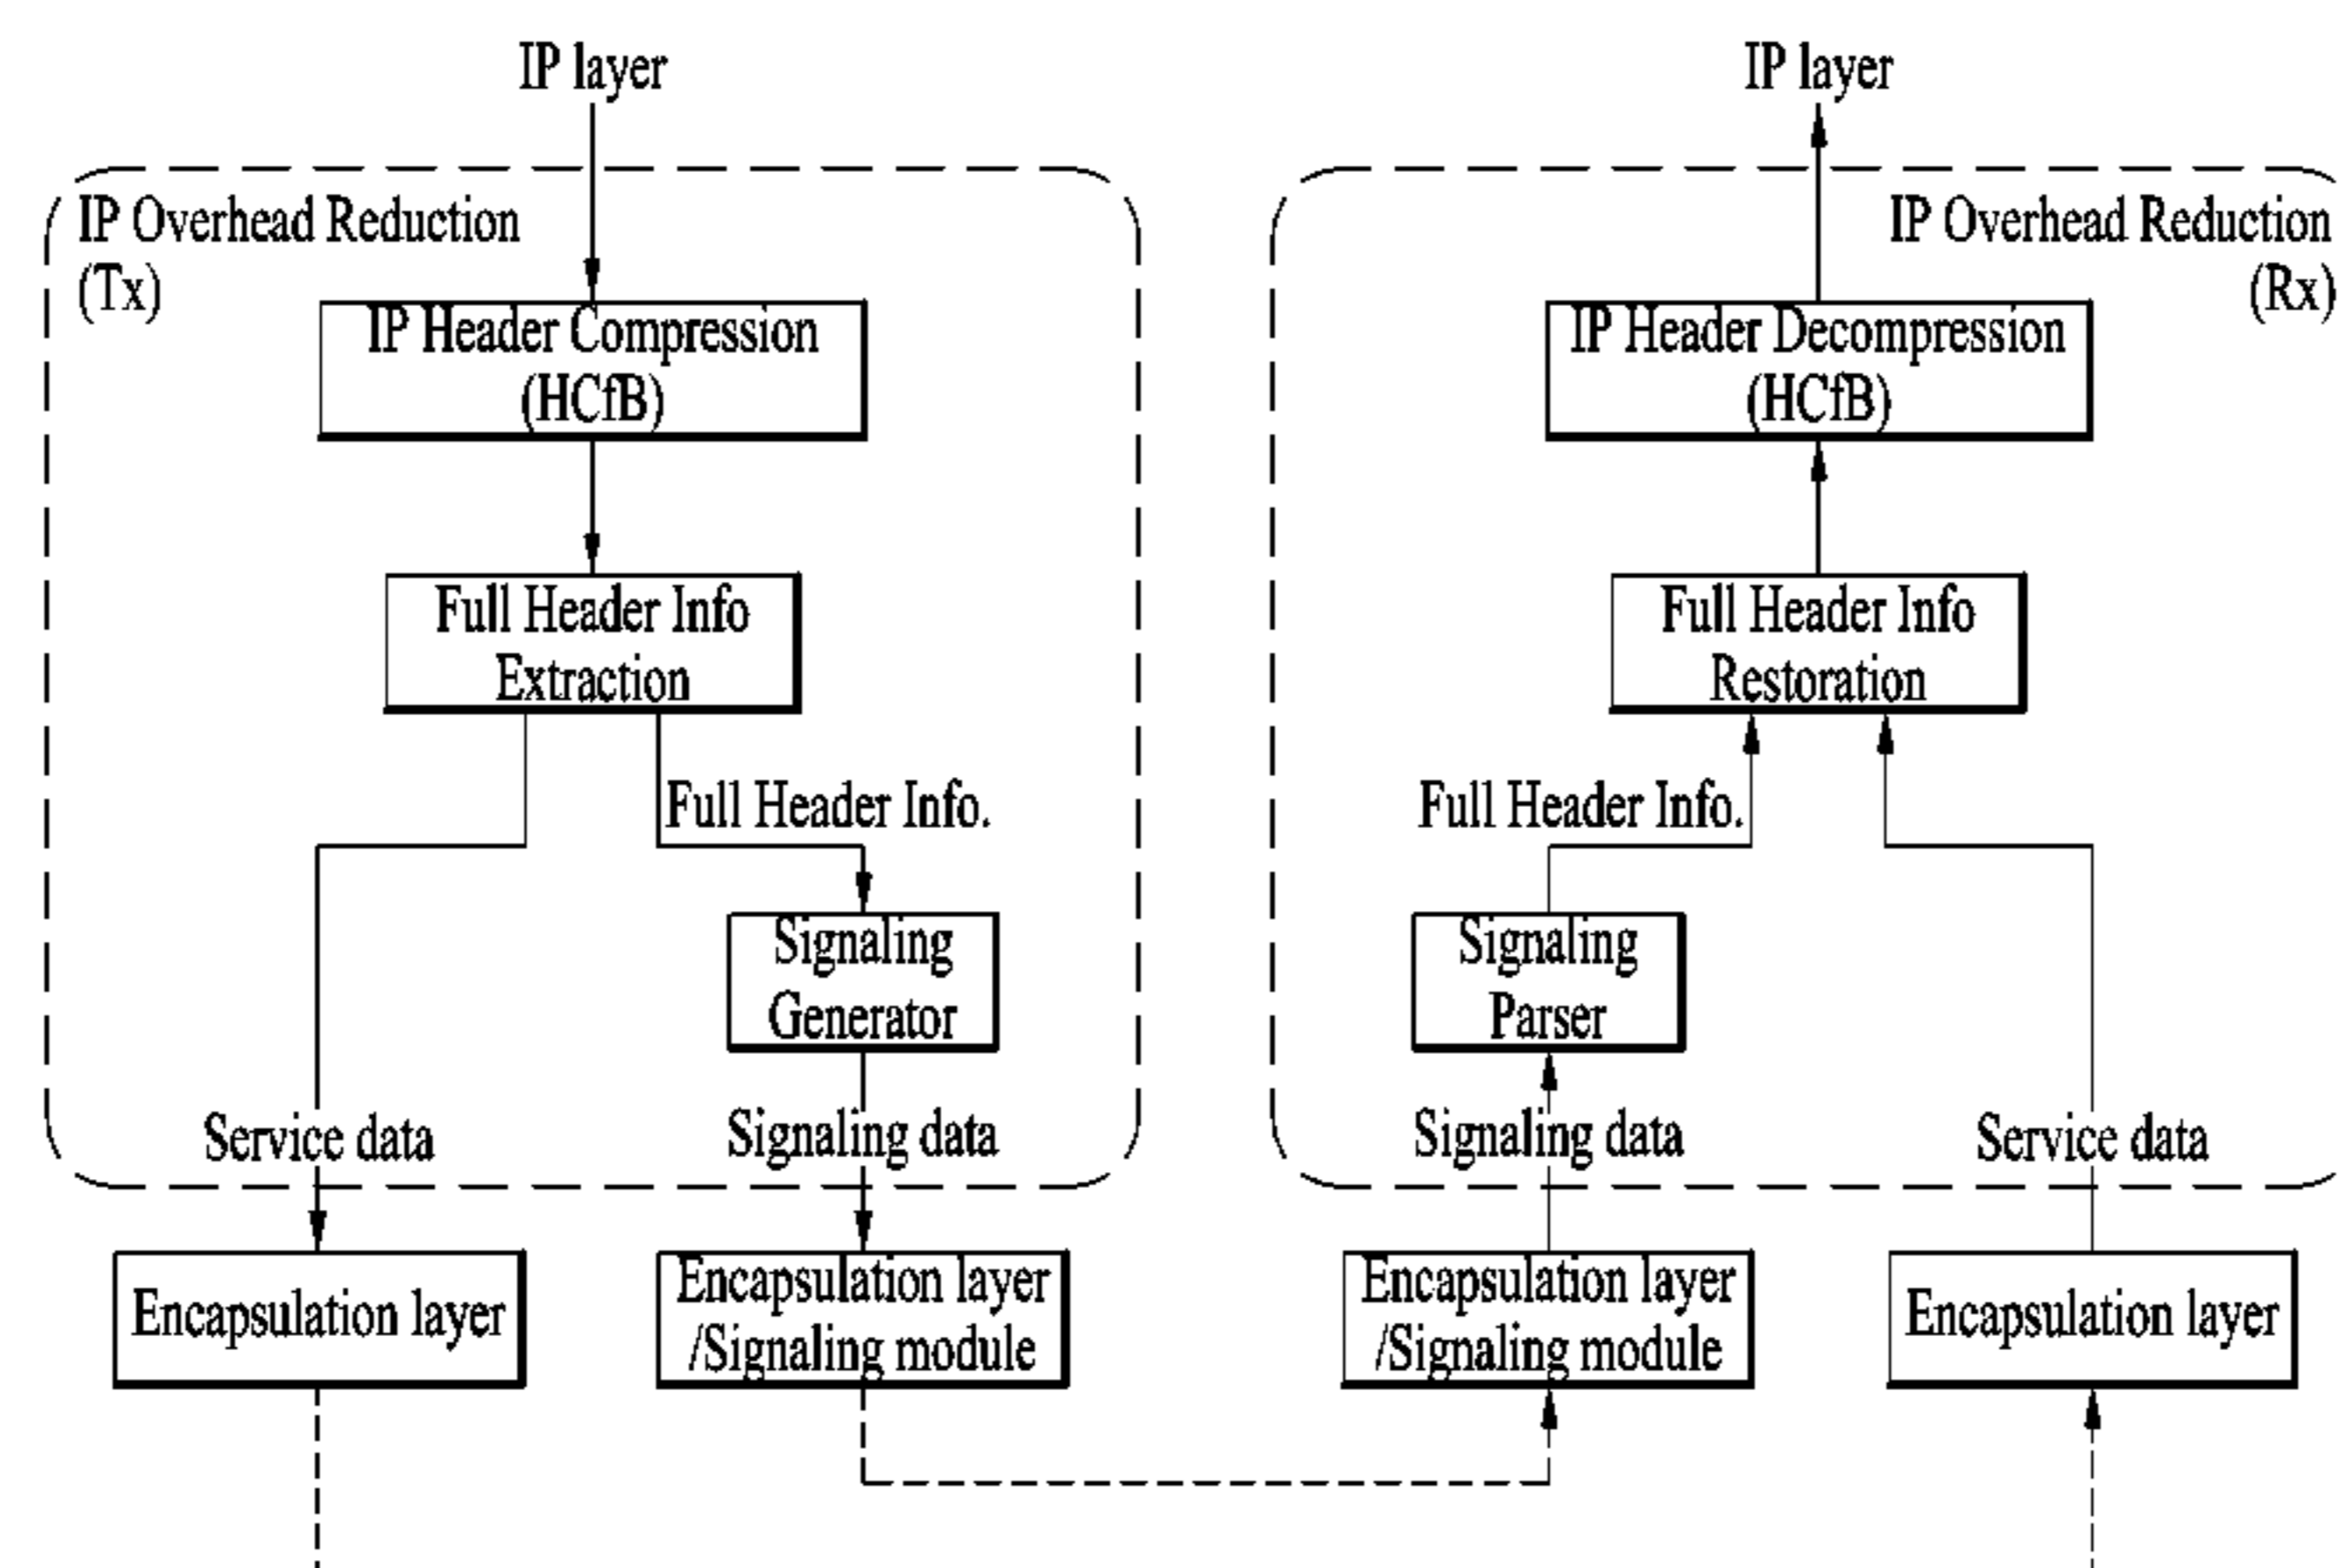 IP layer
IP Overhead Reduction
(Tx)
IP Header Compression
(HCfB)
Full Header Info
Extraction
Full Header Info.
Signaling
Generator
Service data
Signaling data
Encapsulation layer
Encapsulation layer
/Signaling module
IP layer
IP Overhead Reduction
(Rx)
IP Header Decompression
(HCfB)
Full Header Info
Restoration
Full Header Info.
Signaling
Parser
Signaling data
Service data
Encapsulation layer
/Signaling module
Encapsulation layer